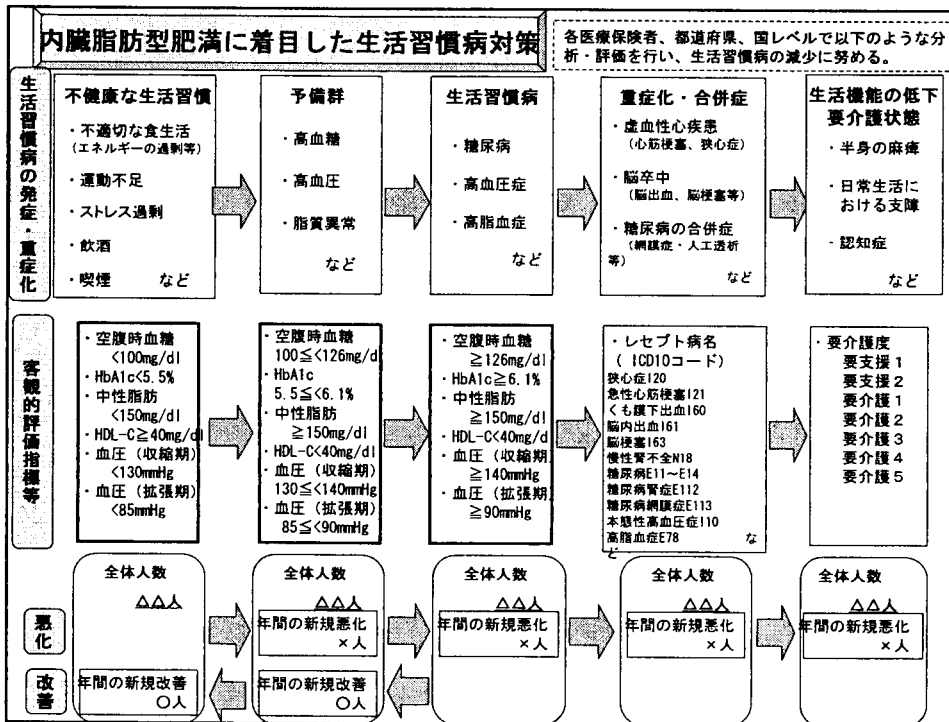 内臓脂肪型肥満に着目した生活習慣病対策
各医療保険者、都道府県、国レベルで以下のような分
析・評価を行い、生活習慣病の減少に努める。
生活習慣病の発症・重症化
不健康な生活習慣
・不適切な食生活
(エネルギーの過剰等)
・運動不足
・ストレス過剰
・飲酒
・喫煙 など
予備群
・高血糖
・高血圧
・脂質異常
など
生活習慣病
・糖尿病
・高血圧症
・高脂血症
など
重症化・合併症
・虚血性心疾患
(心筋梗塞、狭心症)
・脳卒中
(脳出血、脳梗塞等)
・糖尿病の合併症
(網膜症・人工透析
等)
など
生活機能の低下
要介護状態
・半身の麻痺
・日常生活に
おける支障
・認知症
など
客観的評価指標等
・空腹時血糖
<100mg/dl
・HbA1c<5.5%
・中性脂肪
<150mg/dl
・HDL-C≧40mg/dl
・血圧(収縮期)
<130mmHg
・血圧(拡張期)
<85mmHg
・空腹時血糖
100≦<126mg/d
・HbA1c
5.5≦<6.1%
・中性脂肪
≧150mg/dl
・HDL-C<40mg/dl
・血圧(収縮期)
130≦<140mmHg
・血圧(拡張期)
85≦<90mmHg
・空腹時血糖
≧126mg/dl
・HbA1c≧6.1%
・中性脂肪
≧150mg/dl
・HDL-C<40mg/dl
・血圧(収縮期)
≧140mmHg
・血圧(拡張期)
≧90mmHg
・レセプト病名
(ICD10コード)
狭心症I20
急性心筋梗塞I21
くも膜下出血I60
脳内出血I61
脳梗塞I63
慢性腎不全N18
糖尿病E11～E14
糖尿病腎症E112
糖尿病網膜症E113
本態性高血圧症I10
高脂血症E78 な
ど
・要介護度
要支援1
要支援2
要介護1
要介護2
要介護3
要介護4
要介護5
悪化
改善
全体人数
△△人
年間の新規改善
○人
全体人数
△△人
年間の新規悪化
×人
年間の新規改善
○人
全体人数
△△人
年間の新規悪化
×人
全体人数
△△人
年間の新規悪化
×人
全体人数
△△人
年間の新規悪化
×人